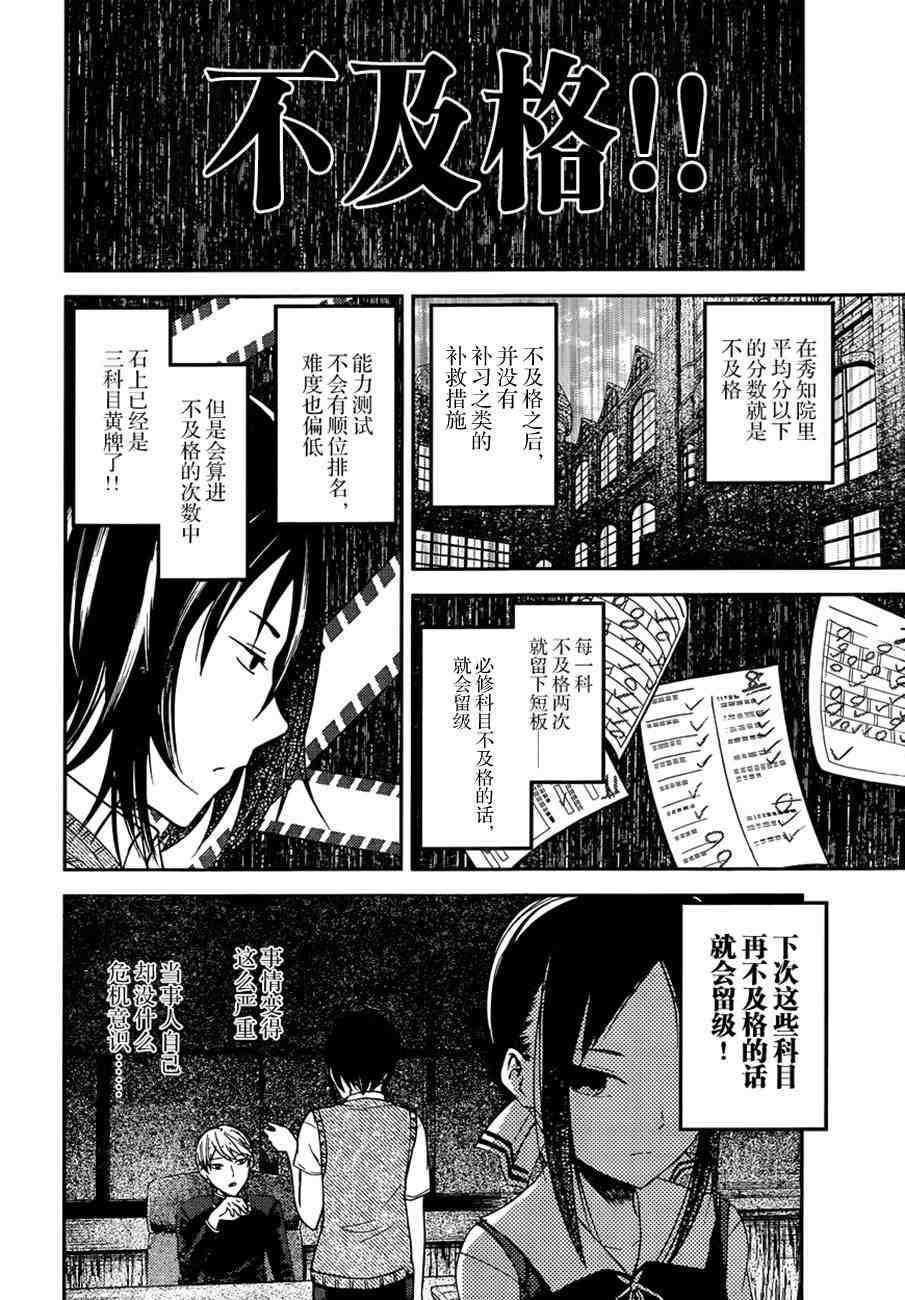 不及格!!
在秀知院里
平均分以下
的分数就是
不及格
不及格之后,
并没有
补习之类的
补救措施
能力测试
不会有顺位排名,
难度也偏低
但是会算进
不及格的次数中
石上已经是
三科目黄牌了!!
每一科
不及格两次
就留下短板——
必修科目不及格的话,
就会留级
下次这些科目
再不及格的话
就会留级!
事情变得
这么严重
当事人自己
却没什么
危机意识……